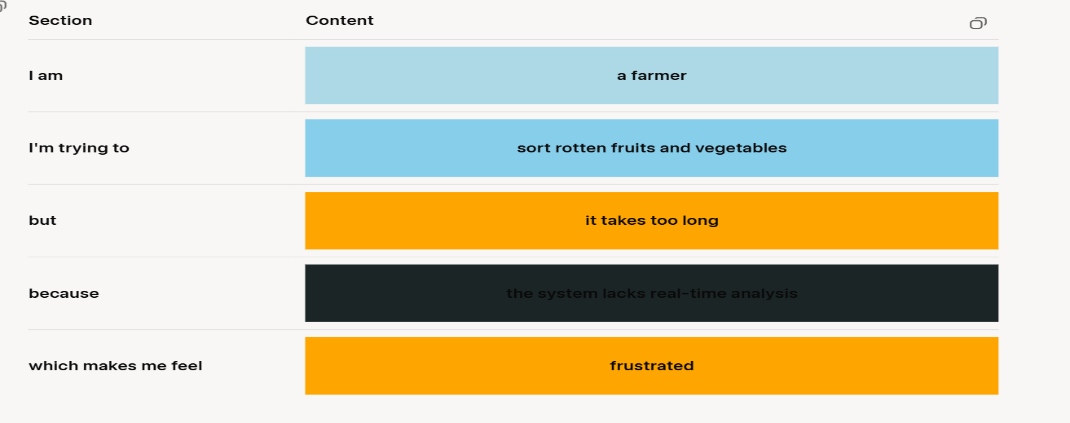 Section Content
I am a farmer
I'm trying to sort rotten fruits and vegetables
but it takes too long
because the system lacks real-time analysis
which makes me feel frustrated